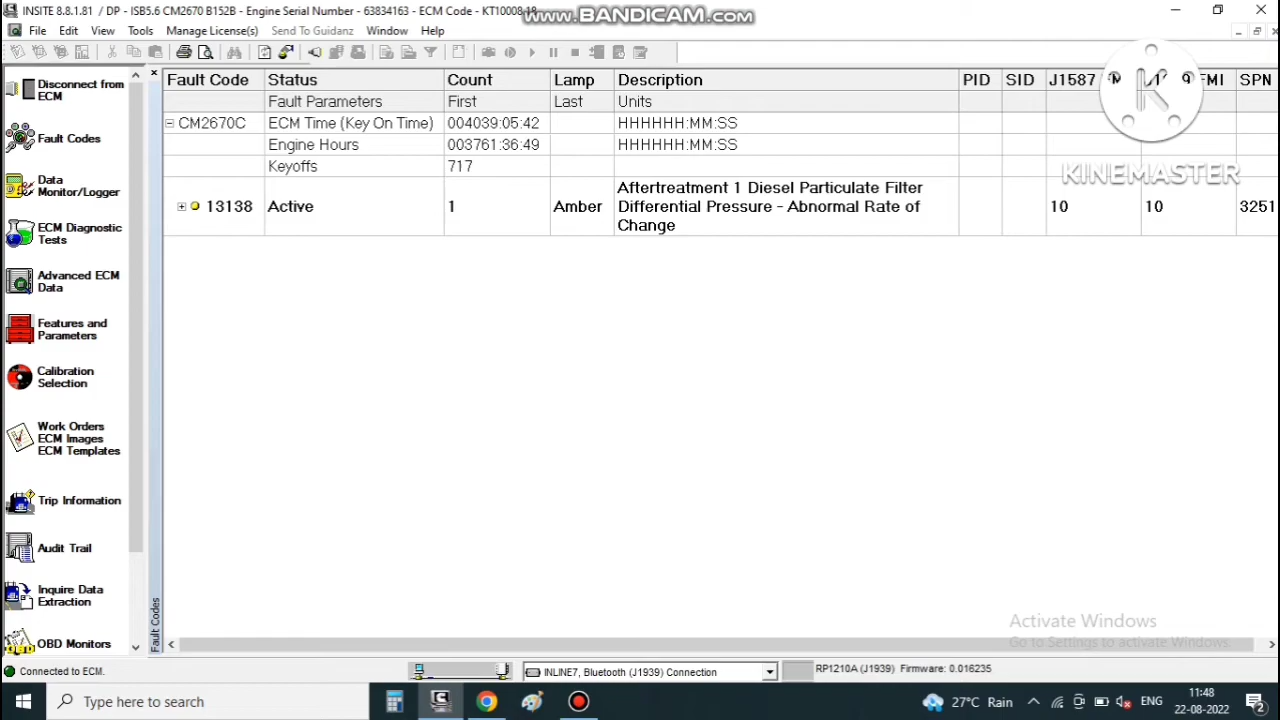 INSITE 8.8.1.81 / DP - ISB5.6 CM2670 B152B - Engine Serial Number - 63834163 - ECM Code - KT10008.18
www.BANDICAM.com
File Edit View Tools Manage License(s) Send To Guidanz Window Help
Disconnect from
ECM
Fault Codes
Data
Monitor/Logger
ECM Diagnostic
Tests
Advanced ECM
Data
Features and
Parameters
Calibration
Selection
Work Orders
ECM Images
ECM Templates
Trip Information
Audit Trail
Inquire Data
Extraction
OBD Monitors
Fault Codes
Fault Code Status Count Lamp Description PID SID J1587 FMI SPN
Fault Parameters First Last Units
CM2670C ECM Time (Key On Time) 004039:05:42 HHHHHH:MM:SS
Engine Hours 003761:36:49 HHHHHH:MM:SS
Keyoffs 717
Aftertreatment 1 Diesel Particulate Filter
13138 Active 1 Amber Differential Pressure - Abnormal Rate of 10 10 3251
Change
K
KINEMASTER
Activate Windows
Go to Settings to activate Windows.
Connected to ECM.
INLINE7, Bluetooth (J1939) Connection
RP1210A (J1939) Firmware: 0.016235
Type here to search
27°C Rain
ENG
11:48
22-08-2022
2